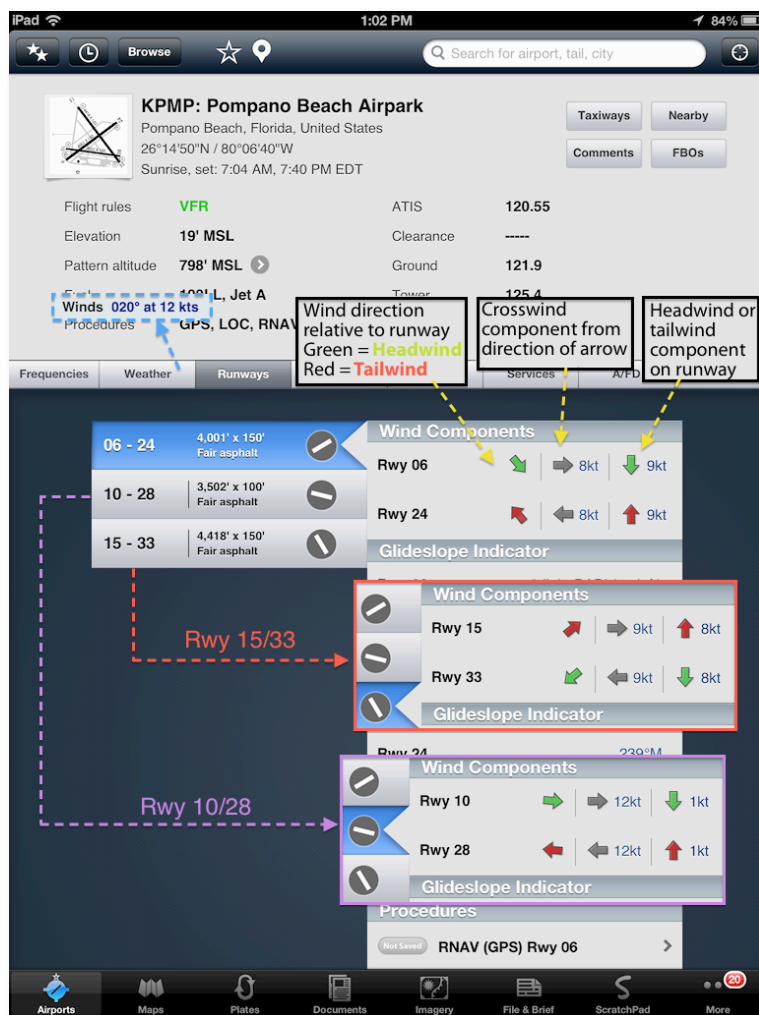 iPad 1:02 PM 84%
Browse Search for airport, tail, city
KPMP: Pompano Beach Airpark
Pompano Beach, Florida, United States
26°14'50"N / 80°06'40"W
Sunrise, set: 7:04 AM, 7:40 PM EDT
Taxiways Nearby
Comments FBOs
Flight rules VFR ATIS 120.55
Elevation 19' MSL Clearance -----
Pattern altitude 798' MSL Ground 121.9
100LL, Jet A Tower 125.4
Winds 020° at 12 kts
Procedures GPS, LOC, RNAV
Wind direction
relative to runway
Green = Headwind
Red = Tailwind
Crosswind
component from
direction of arrow
Headwind or
tailwind
component
on runway
Frequencies Weather Runways Services A/FD
06 - 24 4,001' x 150'
Fair asphalt
10 - 28 3,502' x 100'
Fair asphalt
15 - 33 4,418' x 150'
Fair asphalt
Wind Components
Rwy 06 8kt 9kt
Rwy 24 8kt 9kt
Glideslope Indicator
Rwy 15/33
Wind Components
Rwy 15 9kt 8kt
Rwy 33 9kt 8kt
Glideslope Indicator
Rwy 24 239°M
Rwy 10/28
Wind Components
Rwy 10 12kt 1kt
Rwy 28 12kt 1kt
Glideslope Indicator
Procedures
Not Saved RNAV (GPS) Rwy 06
20
Airports Maps Plates Documents Imagery File & Brief ScratchPad More